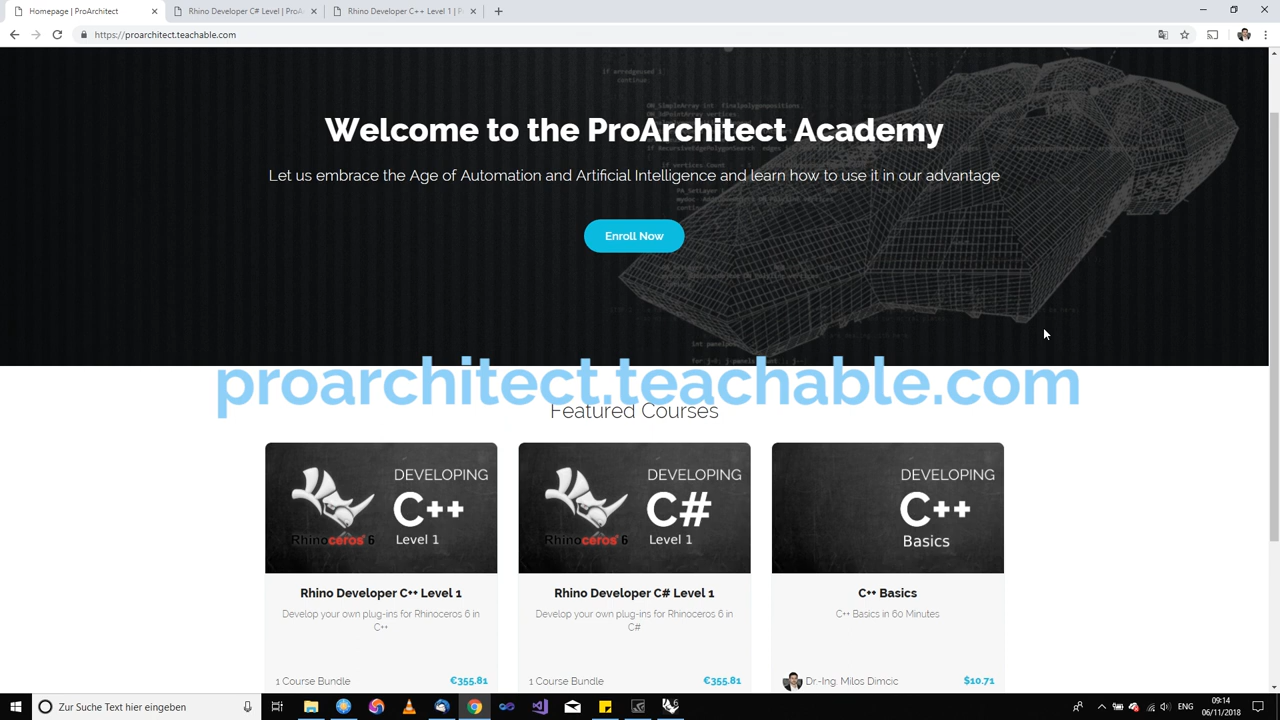 Homepage | ProArchitect
Rhino Developer C# Level | ProA
Rhino Developer C++ Level 1 | P
https://proarchitect.teachable.com
if arredgesused i
continue;
ON_SimpleArray int
finalpolygonpositions;
Welcome to the ProArchitect Academy
Let us embrace the Age of Automation and Artificial Intelligence and learn how to use it in our advantage
Enroll Now
proarchitect.teachable.com
Featured Courses
DEVELOPING
C++
Level 1
Rhinoceros 6
DEVELOPING
C#
Level 1
Rhinoceros 6
DEVELOPING
C++
Basics
Rhino Developer C++ Level 1
Develop your own plug-ins for Rhinoceros 6 in
C++
1 Course Bundle
€355.81
Rhino Developer C# Level 1
Develop your own plug-ins for Rhinoceros 6 in
C#
1 Course Bundle
€355.81
C++ Basics
C++ Basics in 60 Minutes
Dr.-Ing. Milos Dimcic
$10.71
Zur Suche Text hier eingeben
ENG
09:14
06/11/2018